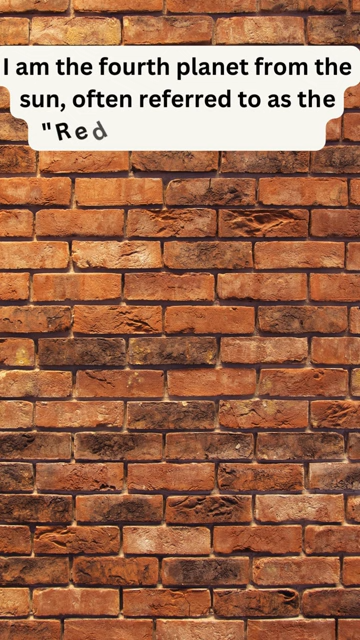 I am the fourth planet from the
sun, often referred to as the
"Red